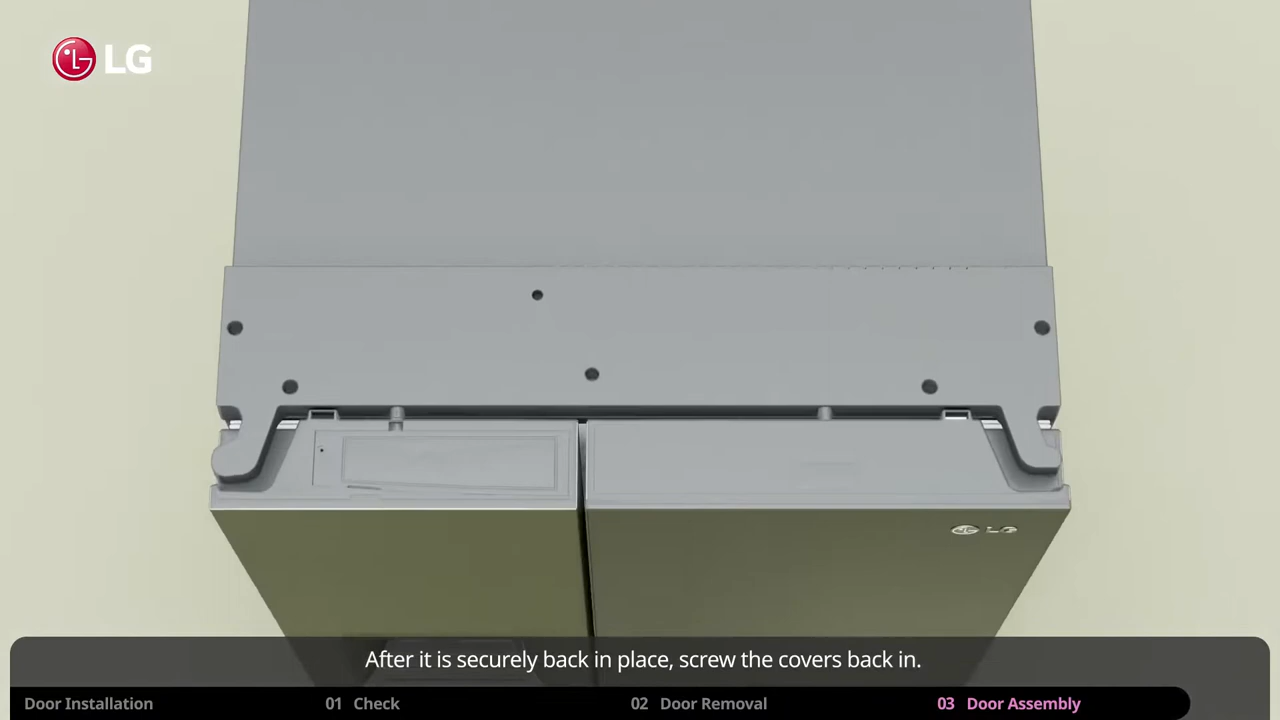 LG
LG
After it is securely back in place, screw the covers back in.
Door Installation 01 Check 02 Door Removal 03 Door Assembly